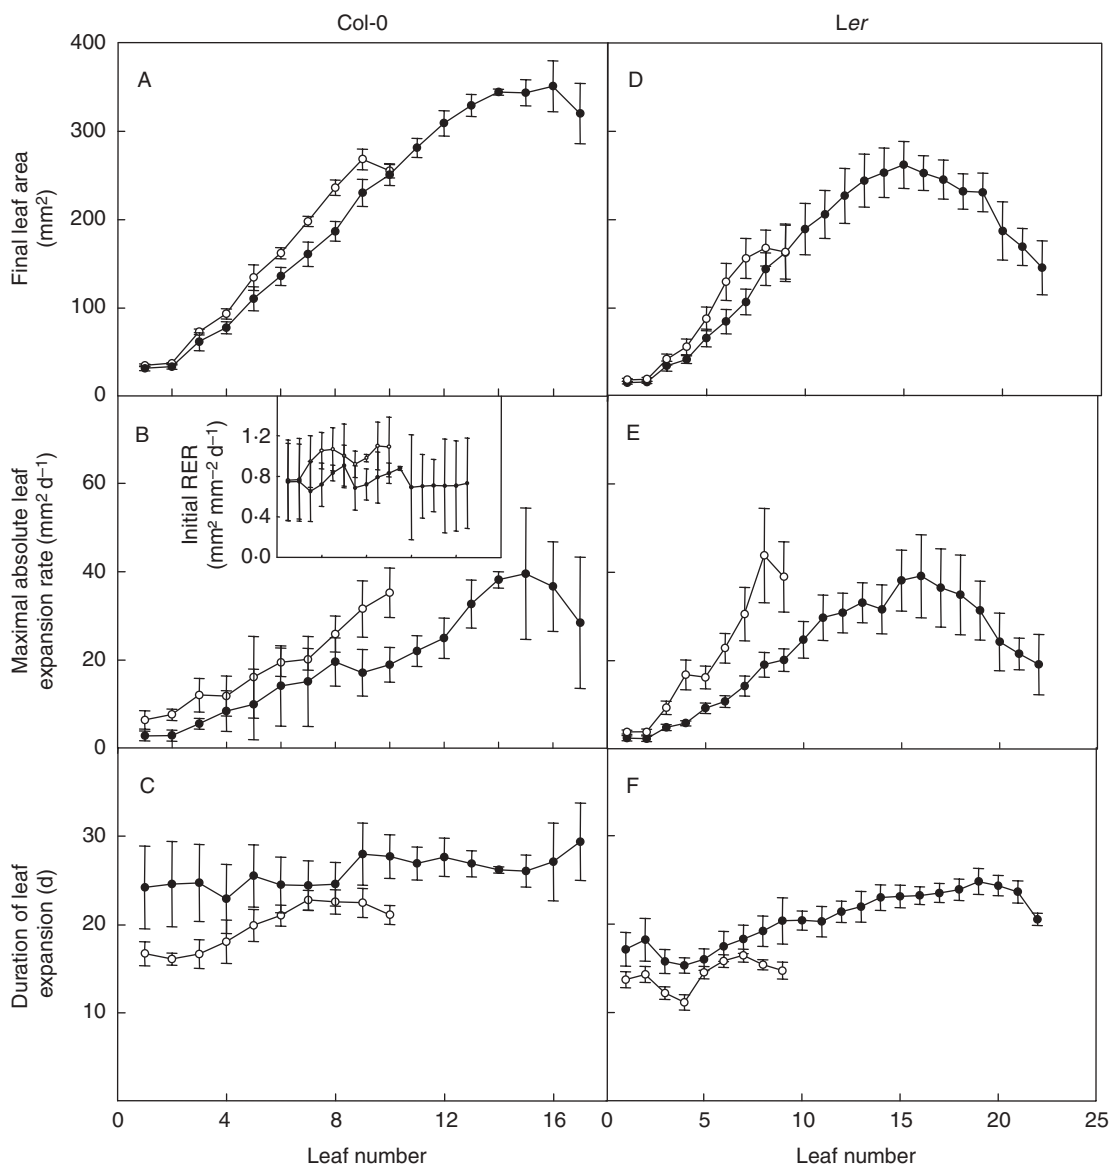 Col-0
Ler
400
A
D
300
200
100
0
Final leaf area
(mm²)
B
E
60
40
20
0
Maximal absolute leaf
expansion rate (mm² d–¹)
1·2
0·8
0·4
0·0
Initial RER
(mm² mm–² d–¹)
C
F
30
20
10
Duration of leaf
expansion (d)
0
4
8
12
16
0
5
10
15
20
25
Leaf number
Leaf number